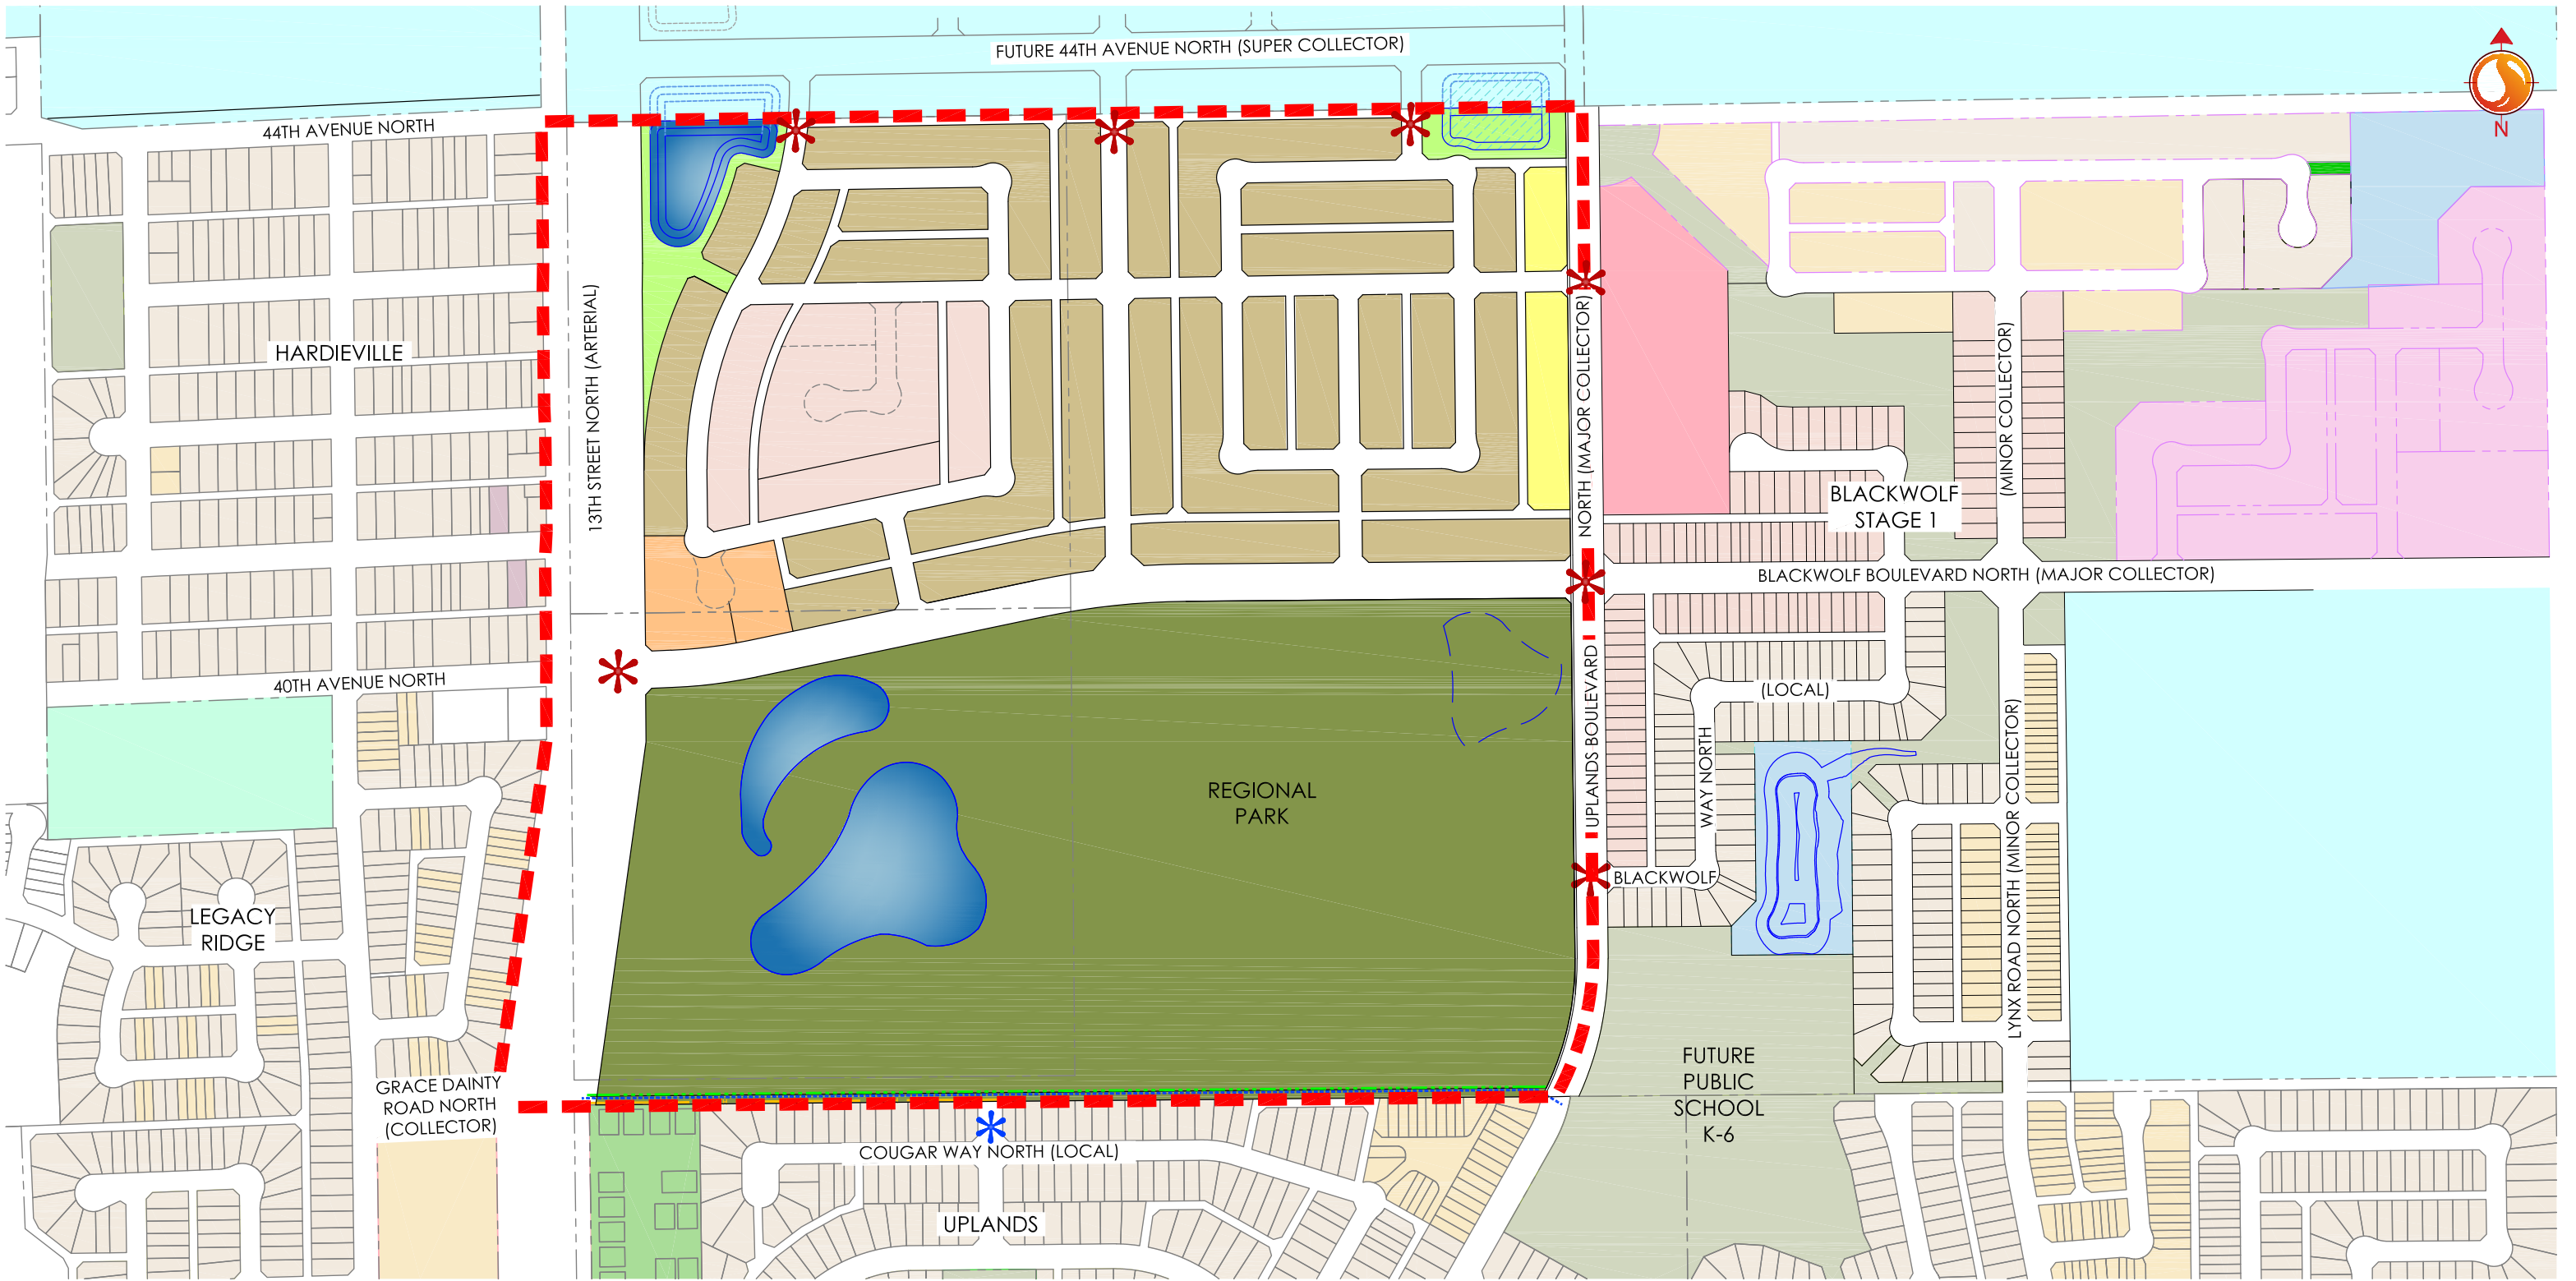 FUTURE 44TH AVENUE NORTH (SUPER COLLECTOR)
N
44TH AVENUE NORTH
HARDIEVILLE
13TH STREET NORTH (ARTERIAL)
NORTH (MAJOR COLLECTOR)
(MINOR COLLECTOR)
BLACKWOLF
STAGE 1
BLACKWOLF BOULEVARD NORTH (MAJOR COLLECTOR)
40TH AVENUE NORTH
(LOCAL)
UPLANDS BOULEVARD
WAY NORTH
LYNX ROAD NORTH (MINOR COLLECTOR)
REGIONAL
PARK
BLACKWOLF
LEGACY
RIDGE
FUTURE
PUBLIC
SCHOOL
K-6
GRACE DAINTY
ROAD NORTH
(COLLECTOR)
COUGAR WAY NORTH (LOCAL)
UPLANDS